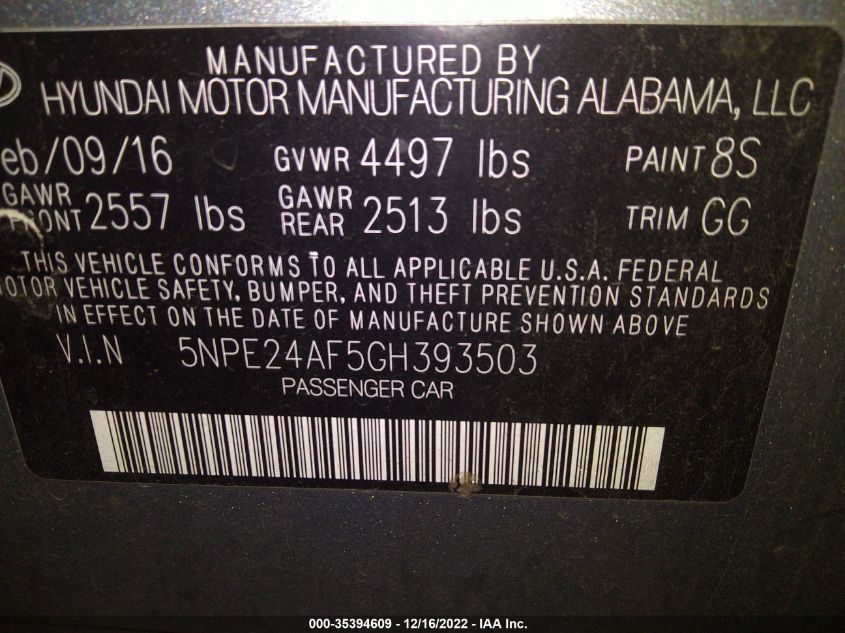 MANUFACTURED BY
HYUNDAI MOTOR MANUFACTURING ALABAMA, LLC
eb/09/16 GVWR 4497 lbs PAINT 8S
GAWR FRONT 2557 lbs GAWR REAR 2513 lbs TRIM GG
THIS VEHICLE CONFORMS TO ALL APPLICABLE U.S.A. FEDERAL
OTOR VEHICLE SAFETY, BUMPER, AND THEFT PREVENTION STANDARDS
IN EFFECT ON THE DATE OF MANUFACTURE SHOWN ABOVE
V.I.N 5NPE24AF5GH393503
PASSENGER CAR
000-35394609 - 12/16/2022 - IAA Inc.